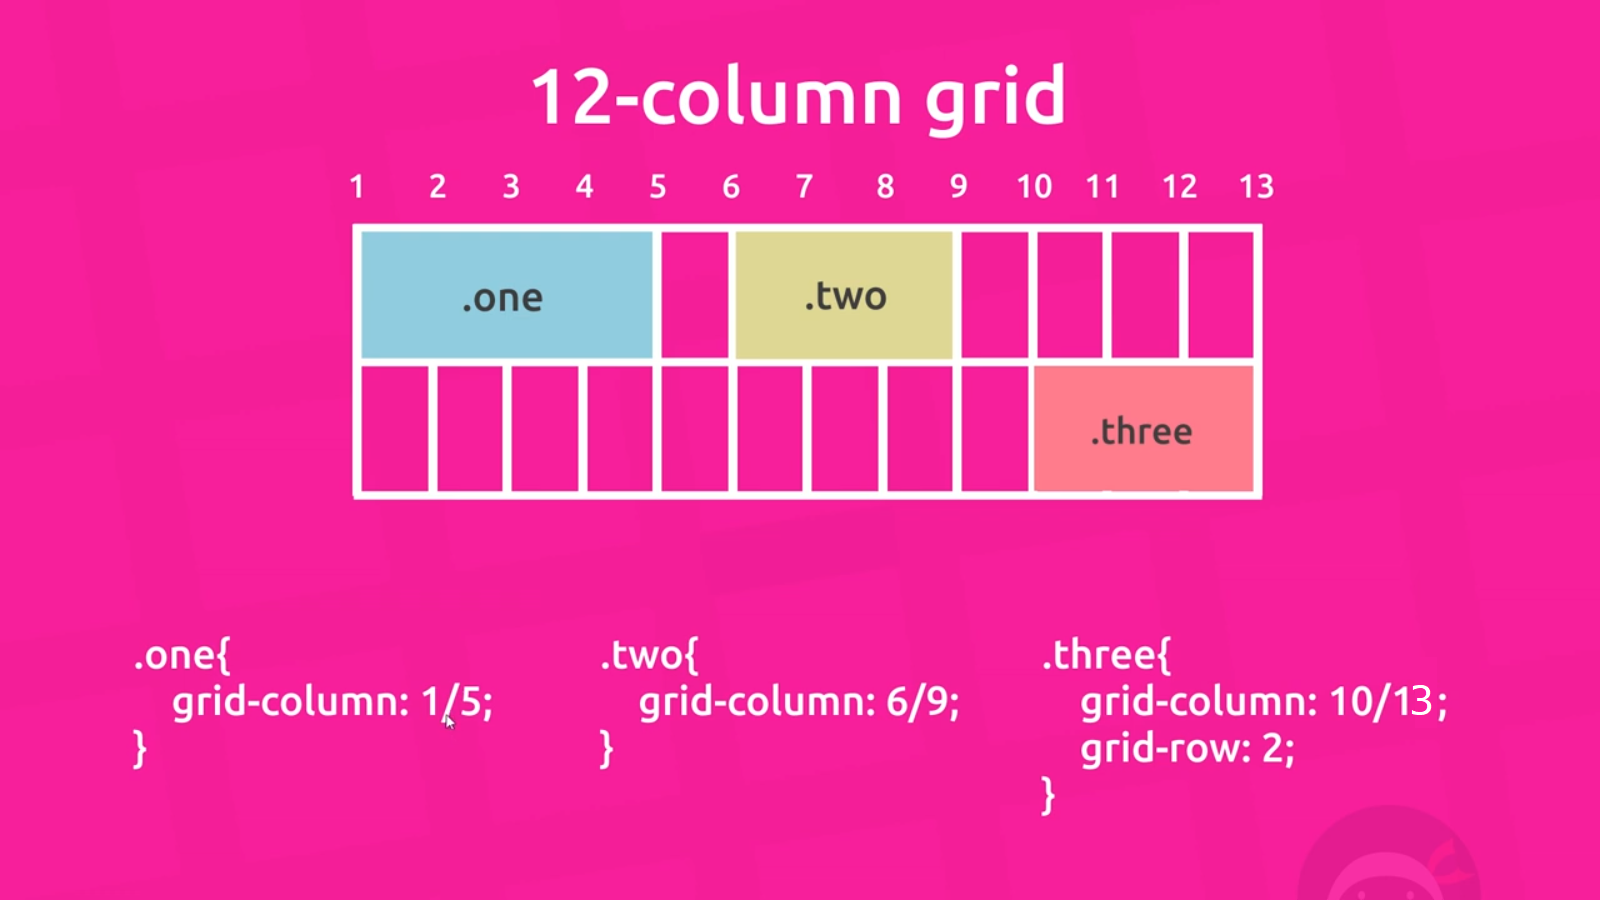 12-column grid
1 2 3 4 5 6 7 8 9 10 11 12 13
.one .two
.three
.one{
grid-column: 1/5;
}
.two{
grid-column: 6/9;
}
.three{
grid-column: 10/13;
grid-row: 2;
}